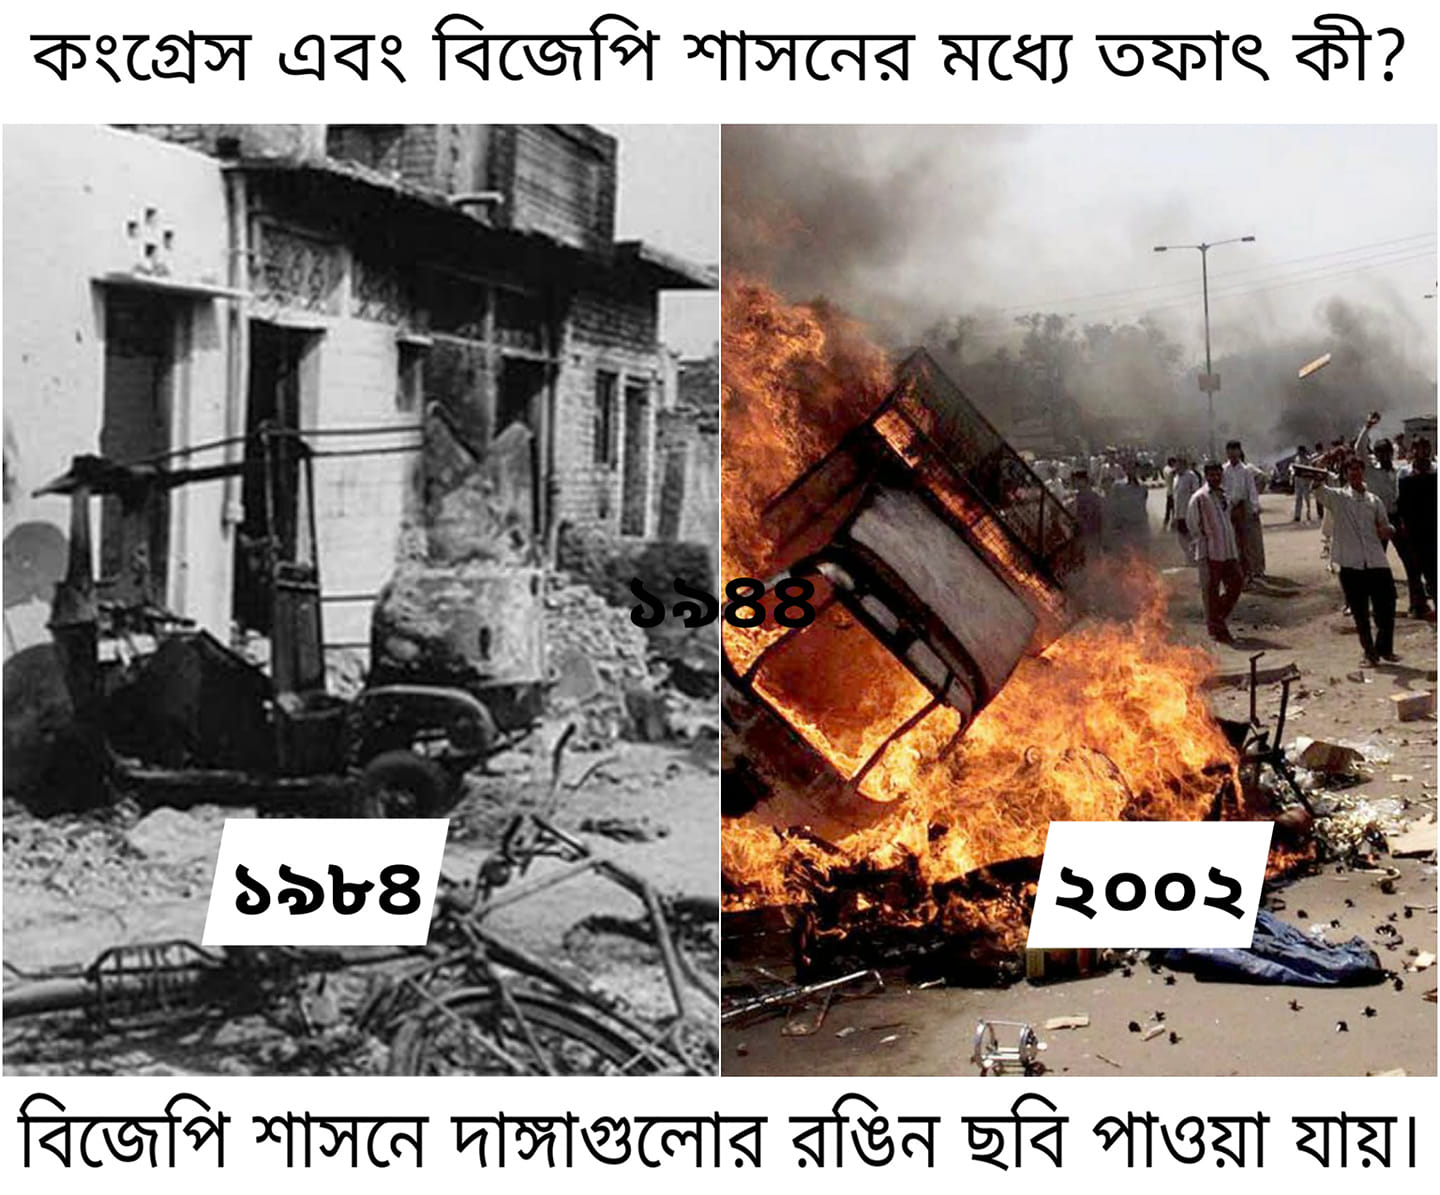 কংগ্রেস এবং বিজেপি শাসনের মধ্যে তফাৎ কী?
১৯৪৪
১৯৮৪
২০০২
বিজেপি শাসনে দাঙ্গাগুলোর রঙিন ছবি পাওয়া যায়।